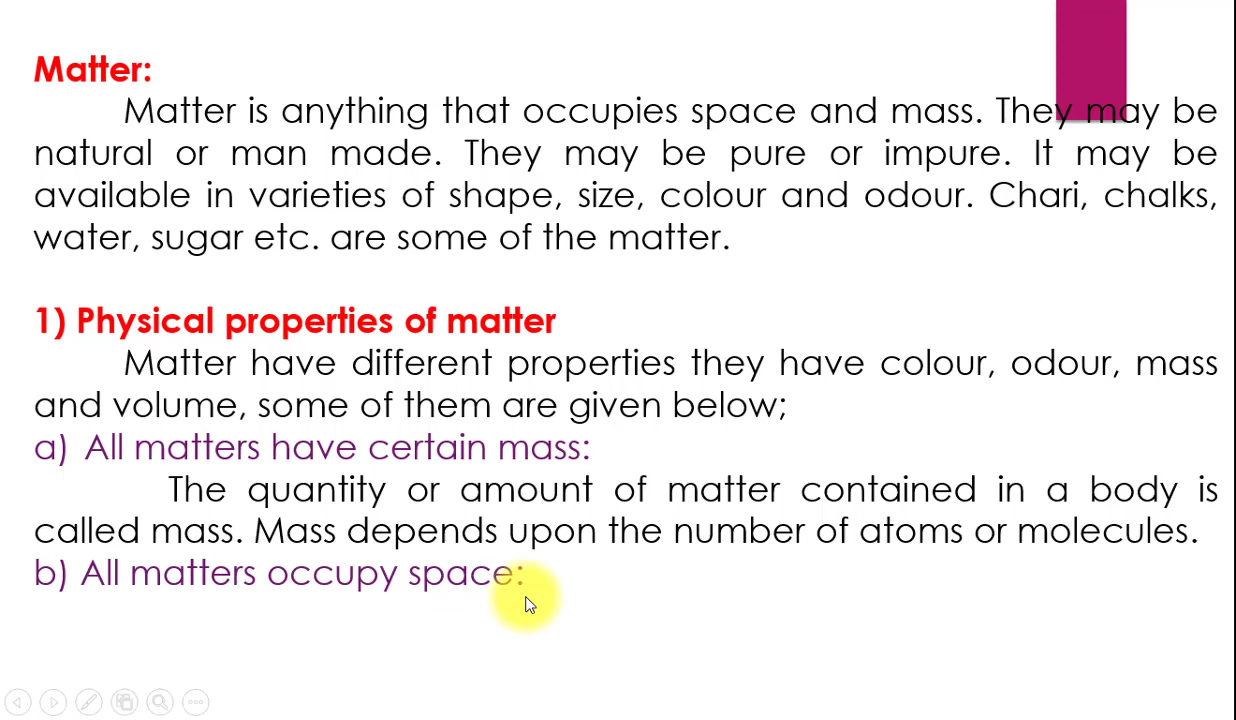 Matter:
Matter is anything that occupies space and mass. They may be
natural or man made. They may be pure or impure. It may be
available in varieties of shape, size, colour and odour. Chari, chalks,
water, sugar etc. are some of the matter.
1) Physical properties of matter
Matter have different properties they have colour, odour, mass
and volume, some of them are given below;
a) All matters have certain mass:
The quantity or amount of matter contained in a body is
called mass. Mass depends upon the number of atoms or molecules.
b) All matters occupy space: